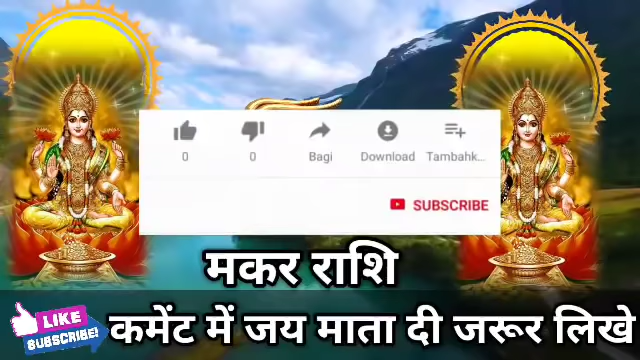 0 0 Bagi Download Tambahk...
SUBSCRIBE
मकर राशि
LIKE
SUBSCRIBE!
कमेंट में जय माता दी जरूर लिखे